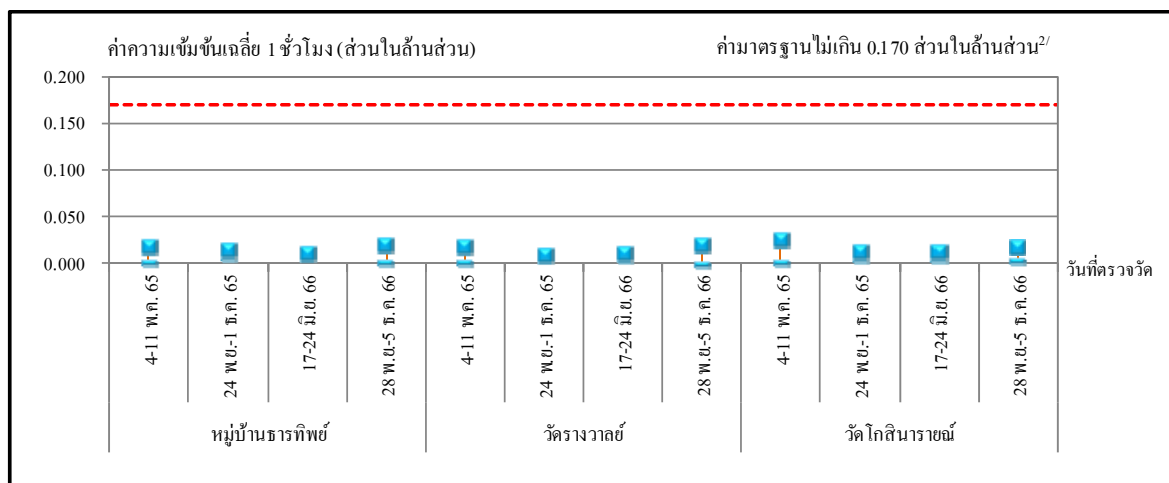 ค่าความเข้มข้นเฉลี่ย 1 ชั่วโมง (ส่วนในล้านส่วน)
ค่ามาตรฐานไม่เกิน 0.170 ส่วนในล้านส่วน2/
0.200
0.150
0.100
0.050
0.000
วันที่ตรวจวัด
4-11 พ.ค. 65
24 พ.ย.-1 ธ.ค. 65
17-24 มิ.ย. 66
28 พ.ย-5 ธ.ค. 66
4-11 พ.ค. 65
24 พ.ย.-1 ธ.ค. 65
17-24 มิ.ย. 66
28 พ.ย-5 ธ.ค. 66
4-11 พ.ค. 65
24 พ.ย.-1 ธ.ค. 65
17-24 มิ.ย. 66
28 พ.ย-5 ธ.ค. 66
หมู่บ้านธารทิพย์
วัดรางวาลย์
วัดโกสินารายณ์